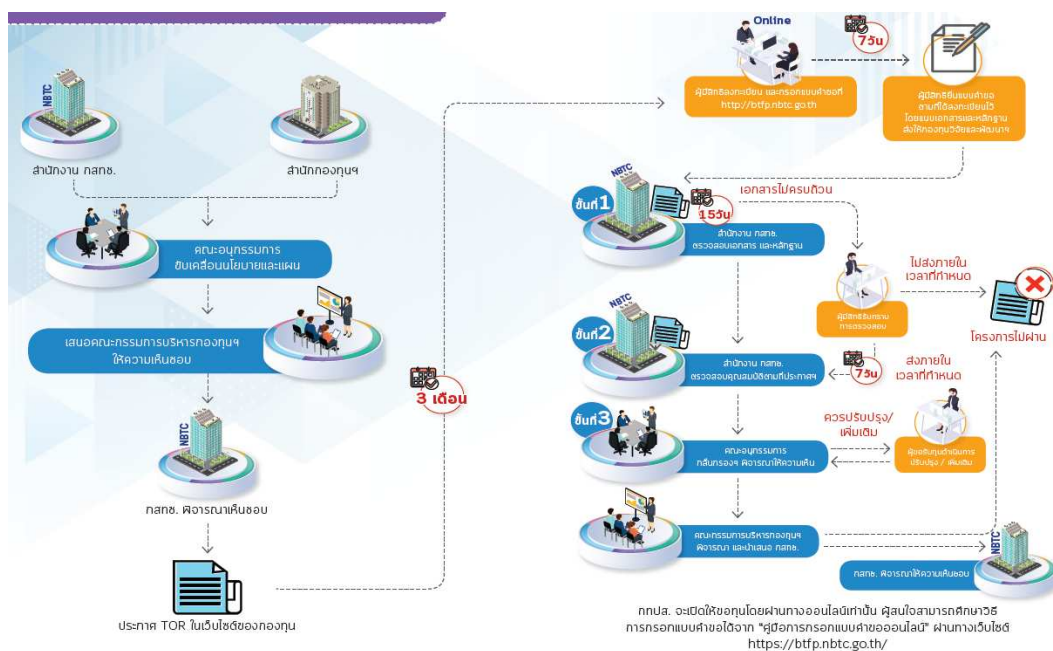 NBTC
สำนักงาน กสทช.
สำนักกองทุนฯ
คณะอนุกรรมการ
ขับเคลื่อนนโยบายและแผน
เสนอคณะกรรมการบริหารกองทุนฯ
ให้ความเห็นชอบ
NBTC
กสทช. พิจารณาเห็นชอบ
ประกาศ TOR ในเว็บไซต์ของกองทุน
3 เดือน
Online
ผู้มีสิทธิลงทะเบียน และกรอกแบบคำขอที่
http://btfp.nbtc.go.th
7วัน
ผู้มีสิทธิยื่นแบบคำขอ
ตามที่ได้ลงทะเบียนไว้
โดยแนบเอกสารและหลักฐาน
ส่งให้กองทุนวิจัยและพัฒนาฯ
ขั้นที่1
NBTC
15วัน
เอกสารไม่ครบถ้วน
สำนักงาน กสทช.
ตรวจสอบเอกสาร และหลักฐาน
ผู้มีสิทธิรับทราบ
การตรวจสอบ
ไม่ส่งภายใน
เวลาที่กำหนด
โครงการไม่ผ่าน
ขั้นที่2
NBTC
สำนักงาน กสทช.
ตรวจสอบคุณสมบัติตามที่ประกาศฯ
7วัน
ส่งภายใน
เวลาที่กำหนด
ขั้นที่3
คณะอนุกรรมการ
กลั่นกรองฯ พิจารณาให้ความเห็น
ควรปรับปรุง/
เพิ่มเติม
ผู้ขอรับทุนดำเนินการ
ปรับปรุง / เพิ่มเติม
คณะกรรมการบริหารกองทุนฯ
พิจารณา และนำเสนอ กสทช.
NBTC
กสทช. พิจารณาให้ความเห็นชอบ
กทปส. จะเปิดให้ขอทุนโดยผ่านทางออนไลน์เท่านั้น ผู้สนใจสามารถศึกษาวิธี
การกรอกแบบคำขอได้จาก "คู่มือการกรอกแบบคำขอออนไลน์" ผ่านทางเว็บไซต์
https://btfp.nbtc.go.th/